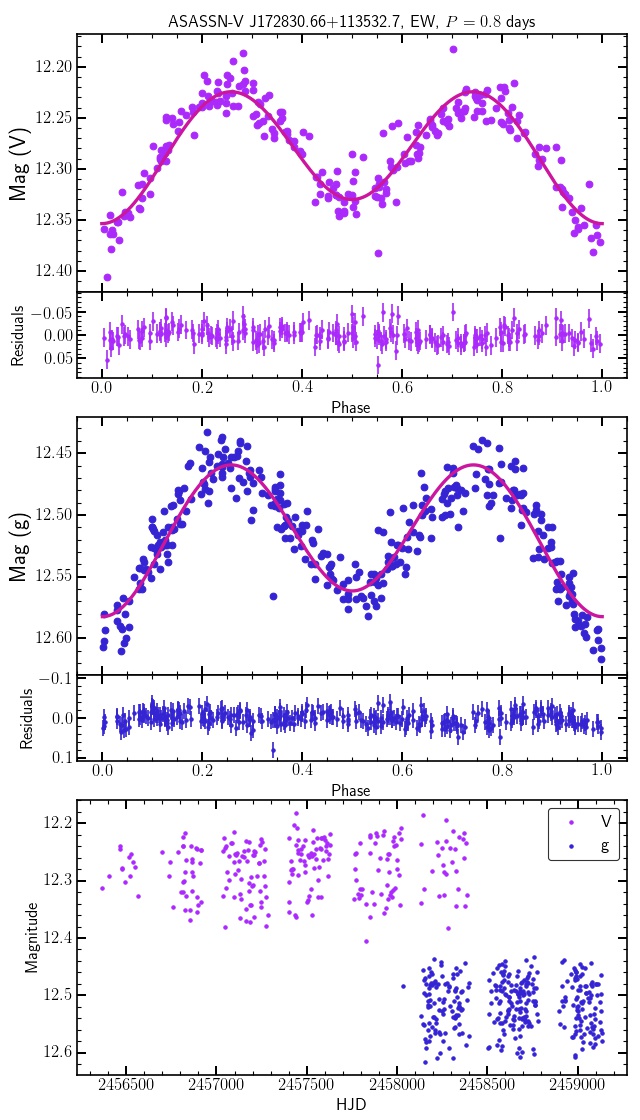 ASASSN-V J172830.66+113532.7, EW, P = 0.8 days
12.20
12.25
12.30
12.35
12.40
Mag (V)
−0.05
0.00
0.05
Residuals
0.0 0.2 0.4 0.6 0.8 1.0
Phase
12.45
12.50
12.55
12.60
Mag (g)
−0.1
0.0
0.1
Residuals
0.0 0.2 0.4 0.6 0.8 1.0
Phase
12.2
12.3
12.4
12.5
12.6
Magnitude
V
g
2456500 2457000 2457500 2458000 2458500 2459000
HJD